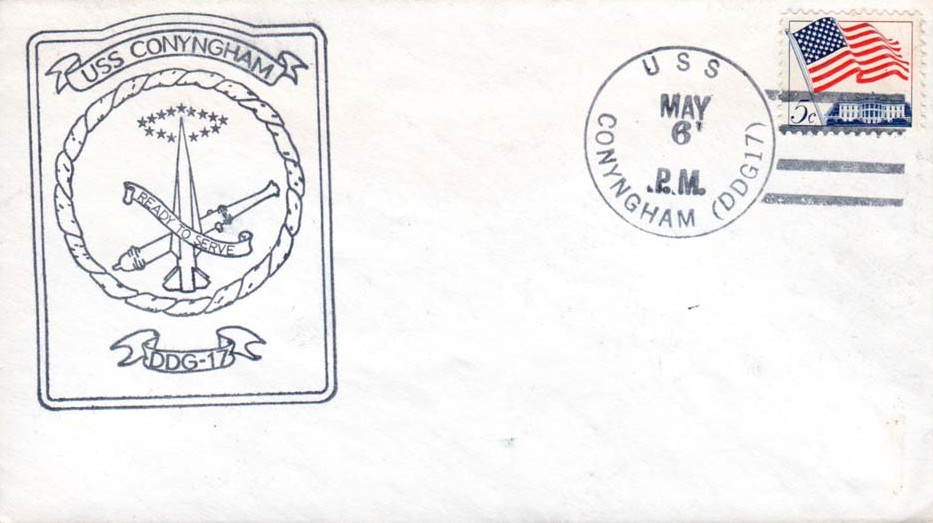 USS CONYNGHAM
READY TO SERVE
DDG-17
USS
CONYNGHAM (DDG17)
MAY
6
P.M.
5c